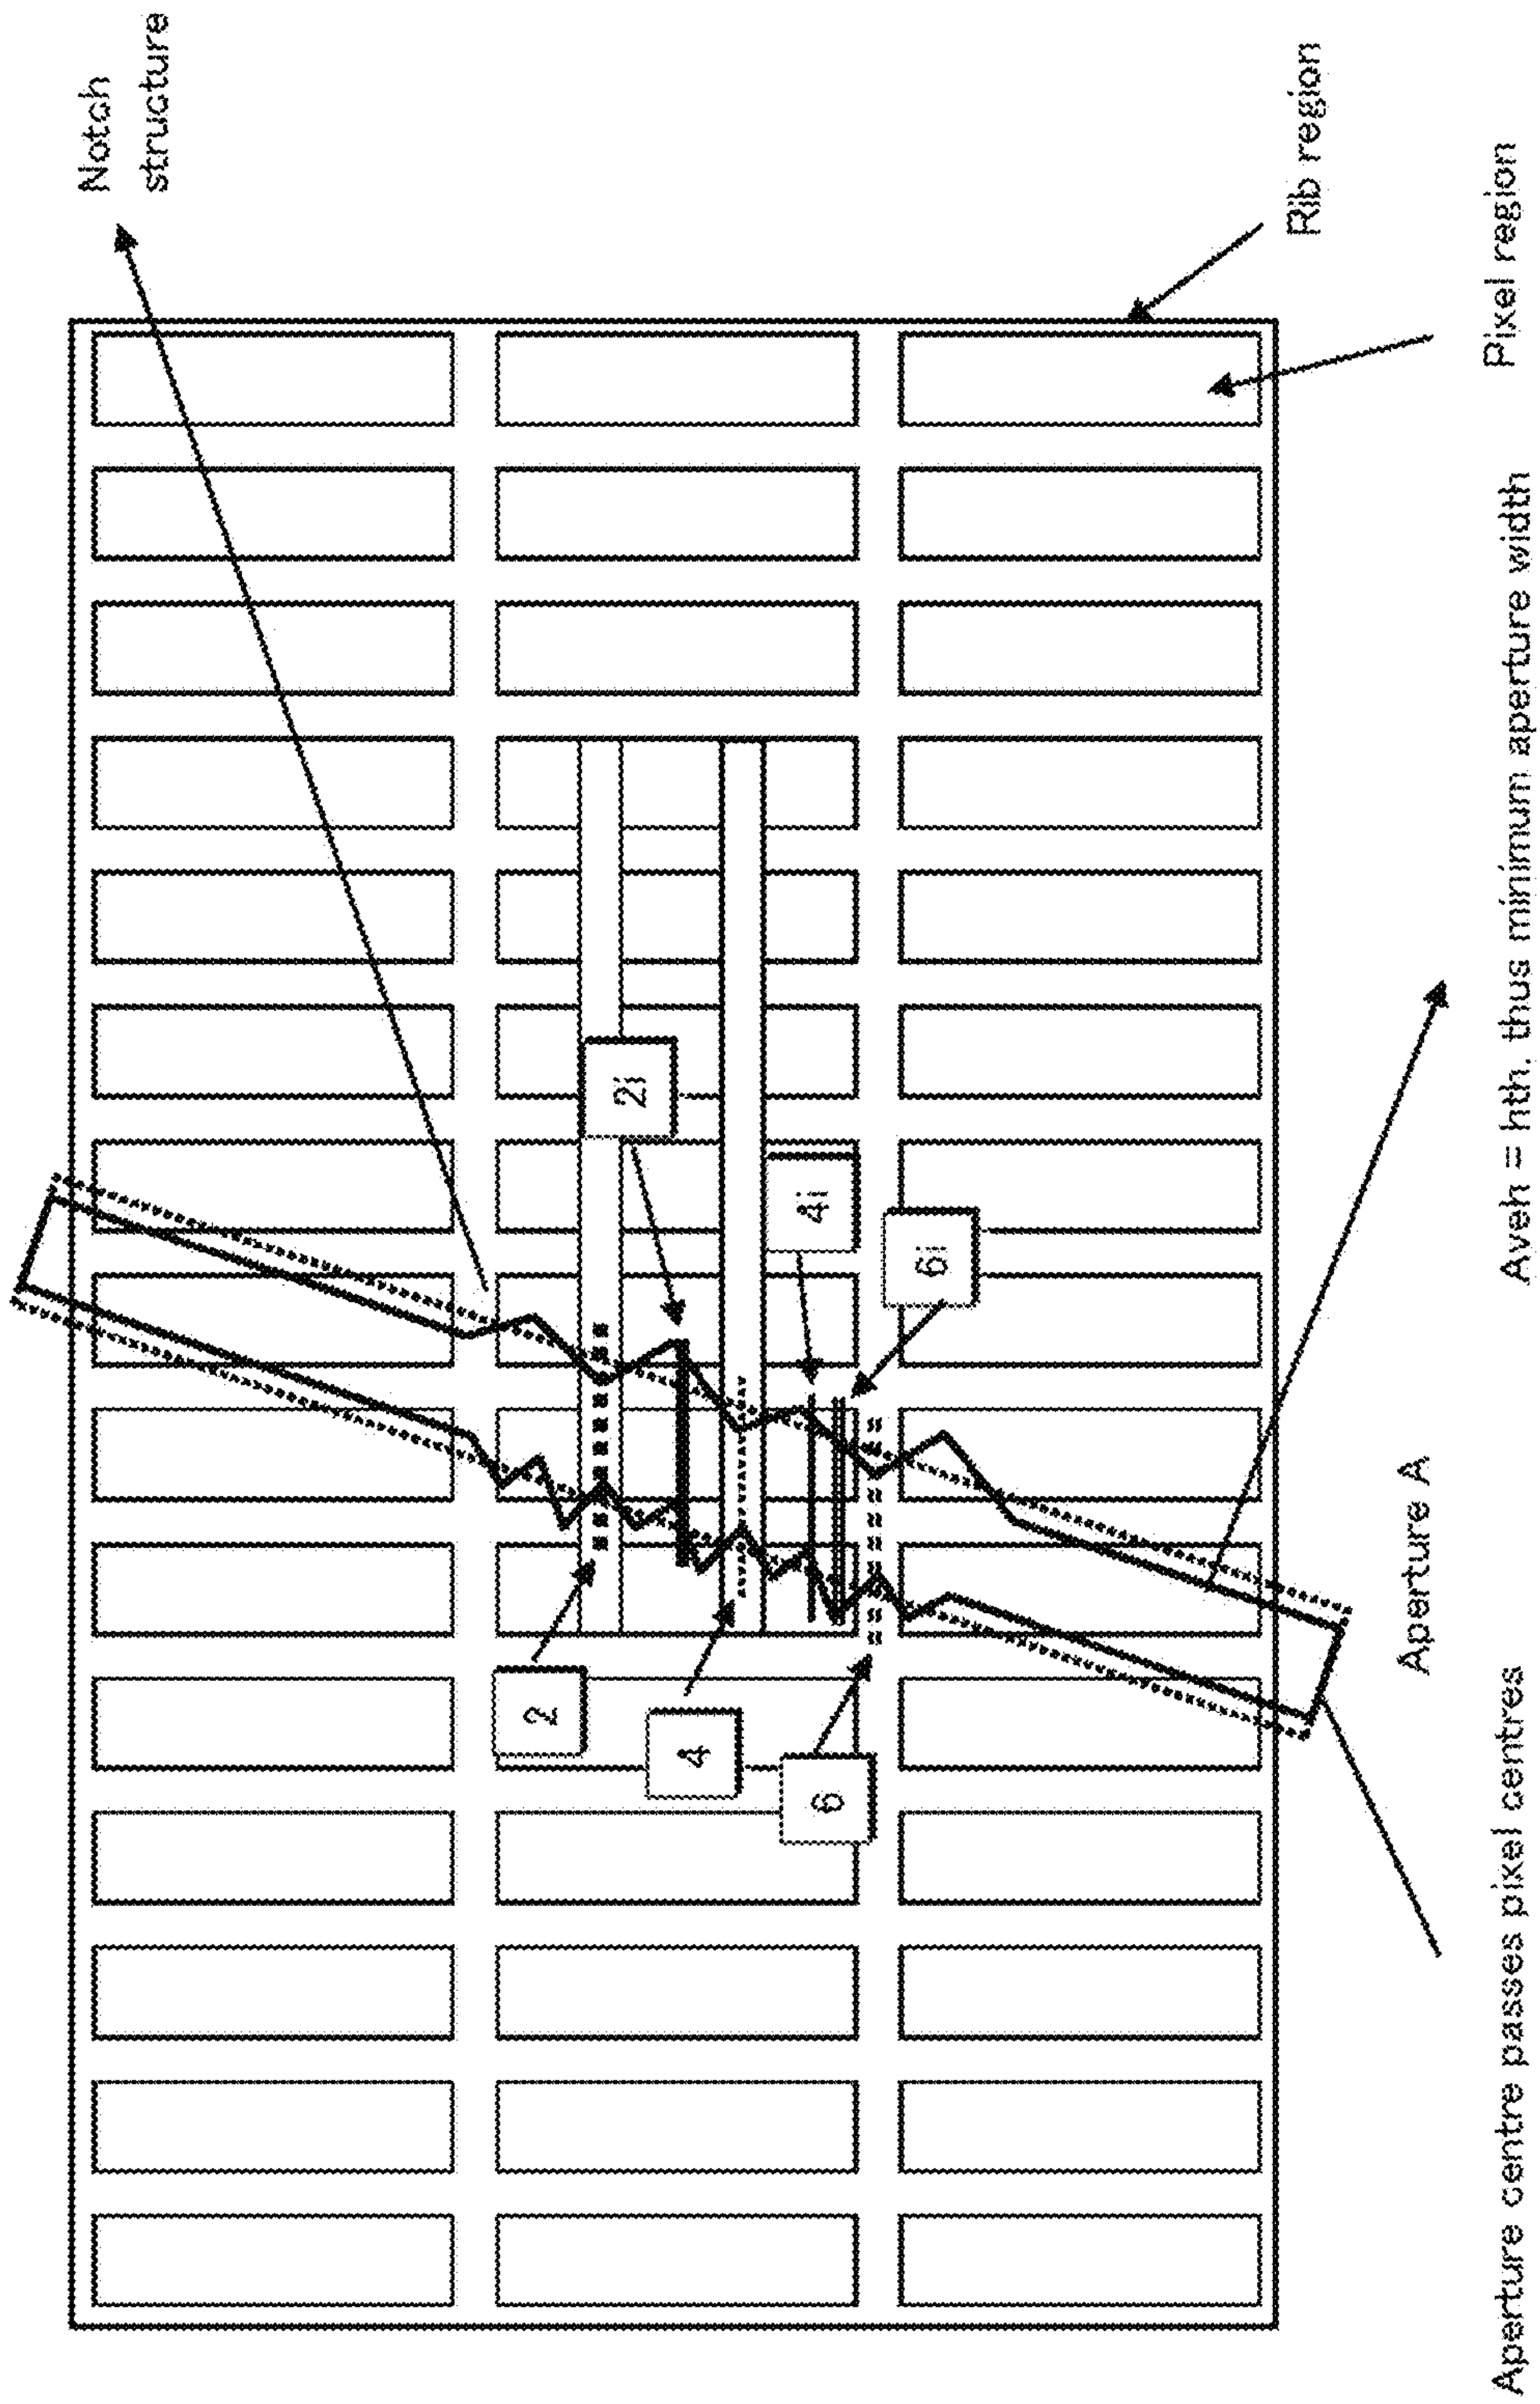 Notch
structure
Rib region
Pixel region
2i
4i
6i
2
4
6
Aperture A
Aperture centre passes pixel centres
Aveh = hth, thus minimum aperture width